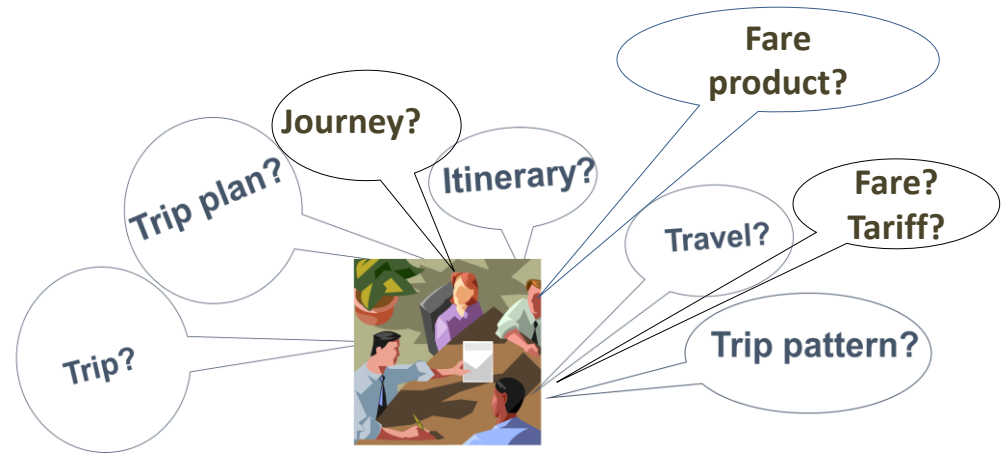 Fare
product?
Journey?
Itinerary?
Trip plan?
Fare?
Tariff?
Travel?
Trip pattern?
Trip?